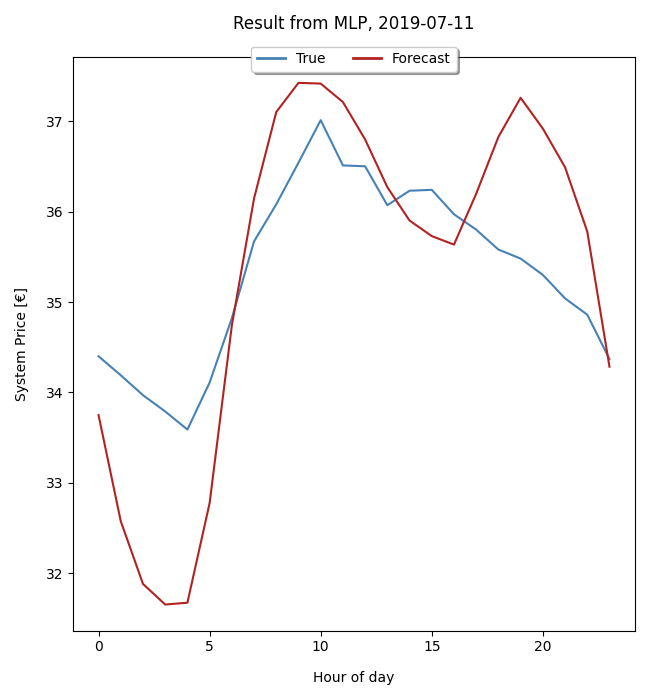 Result from MLP, 2019-07-11
True Forecast
37
36
35
34
33
32
System Price [€]
0 5 10 15 20
Hour of day